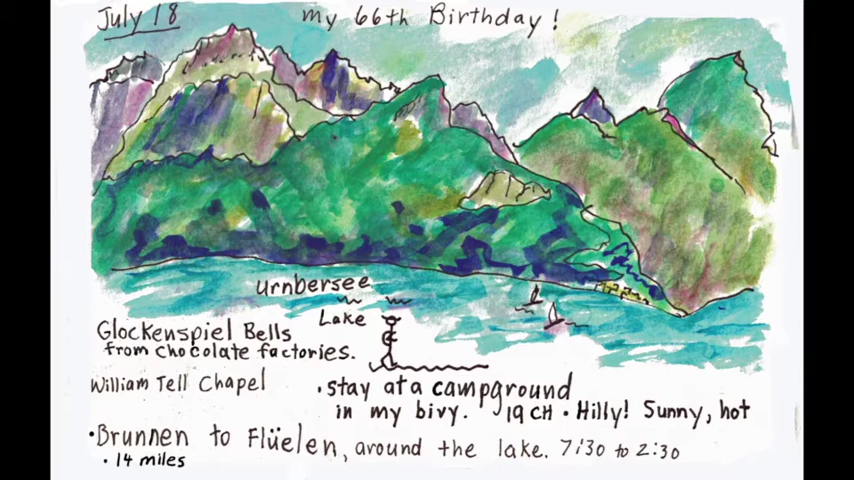 July 18 my 66th Birthday!
urnbersee
Lake
Glockenspiel Bells
from chocolate factories.
William Tell Chapel
• stay at a campground
in my bivy. 19 CH • Hilly! Sunny, hot
• Brunnen to Flüelen, around the lake. 7:30 to 2:30
• 14 miles